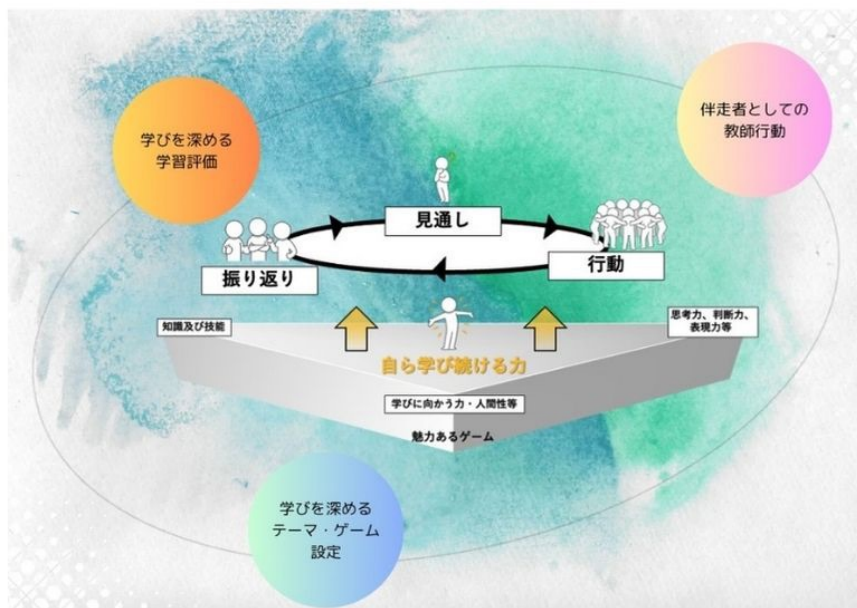 学びを深める
学習評価
伴走者としての
教師行動
見通し
振り返り
行動
知識及び技能
思考力、判断力、
表現力等
自ら学び続ける力
学びに向かう力・人間性等
魅力あるゲーム
学びを深める
テーマ・ゲーム
設定